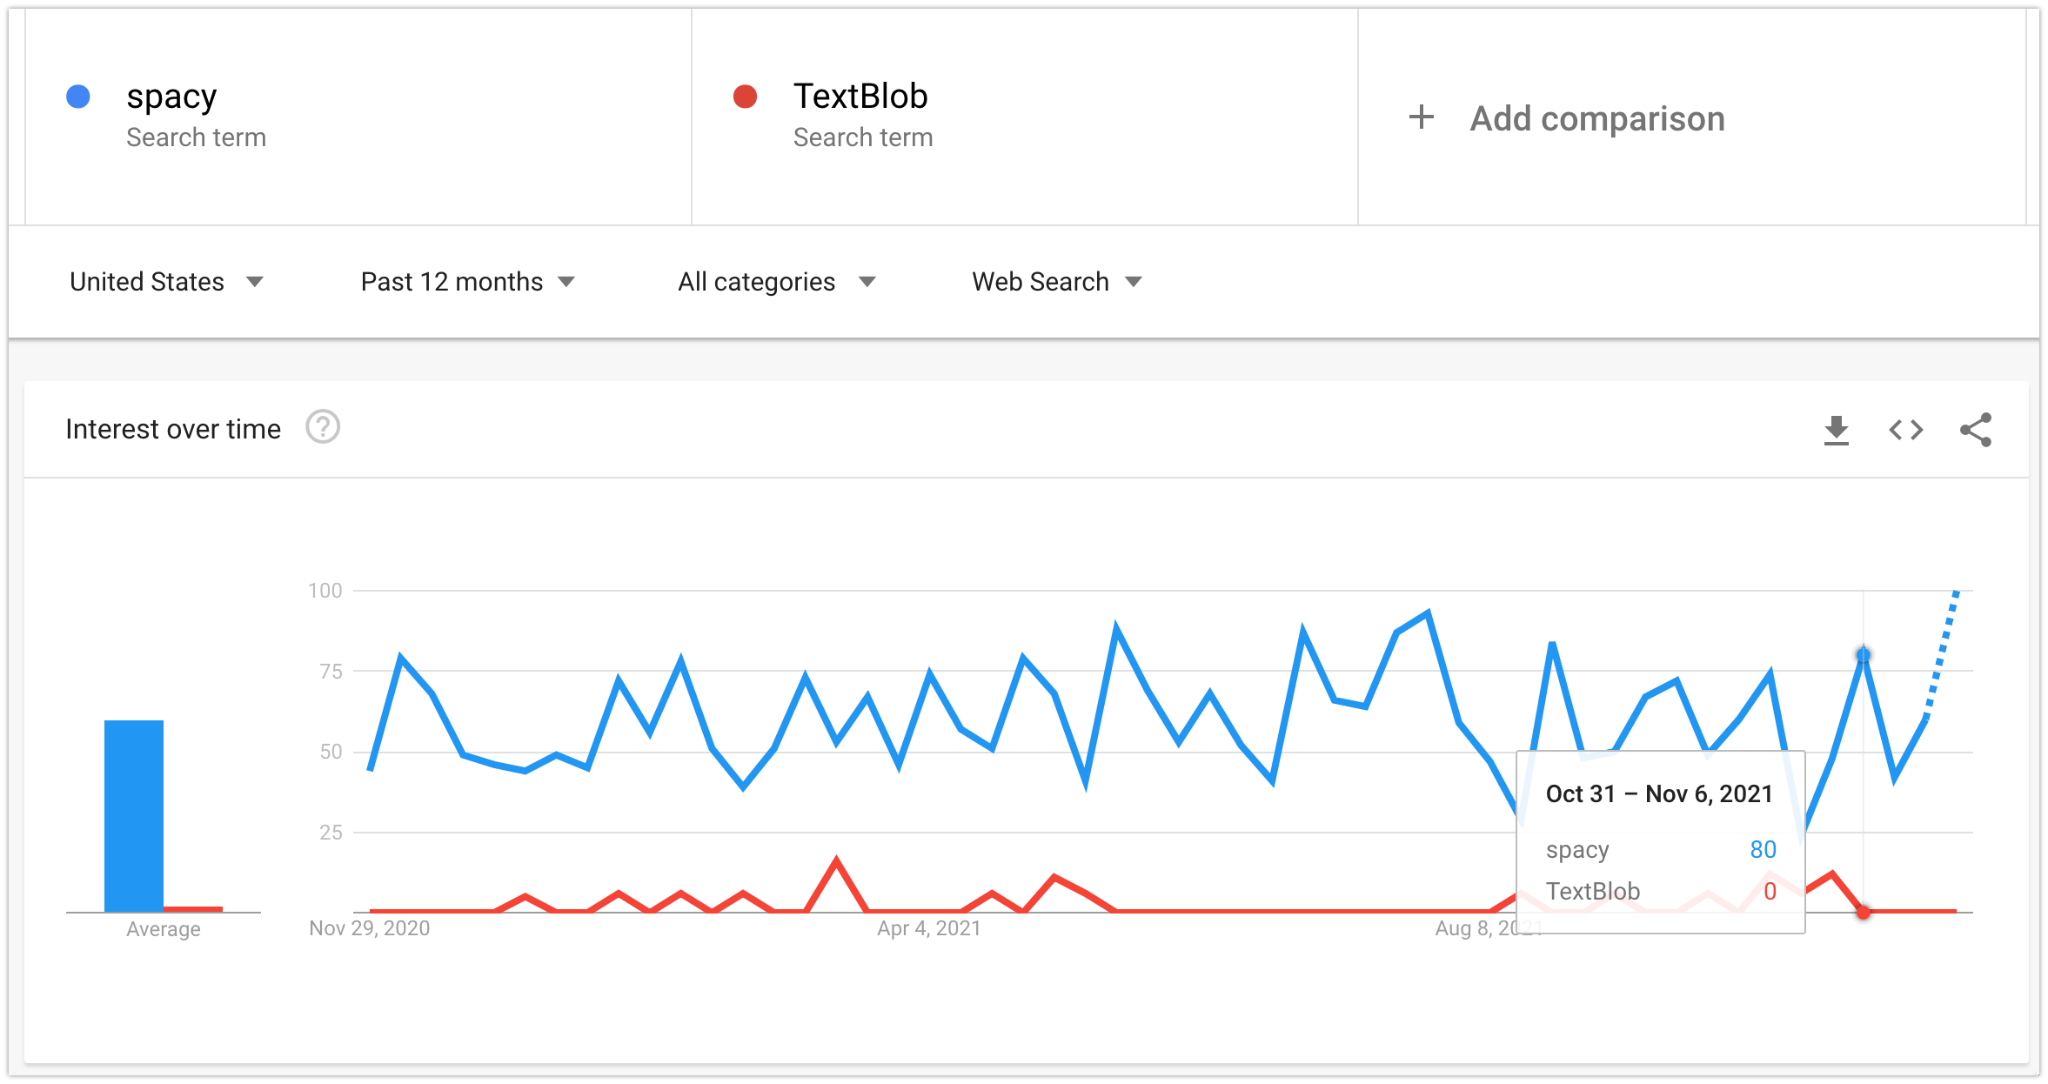 spacy
Search term
TextBlob
Search term
+ Add comparison
United States
Past 12 months
All categories
Web Search
Interest over time ?
100
75
50
25
Average
Nov 29, 2020
Apr 4, 2021
Aug 8, 2021
Oct 31 – Nov 6, 2021
spacy 80
TextBlob 0